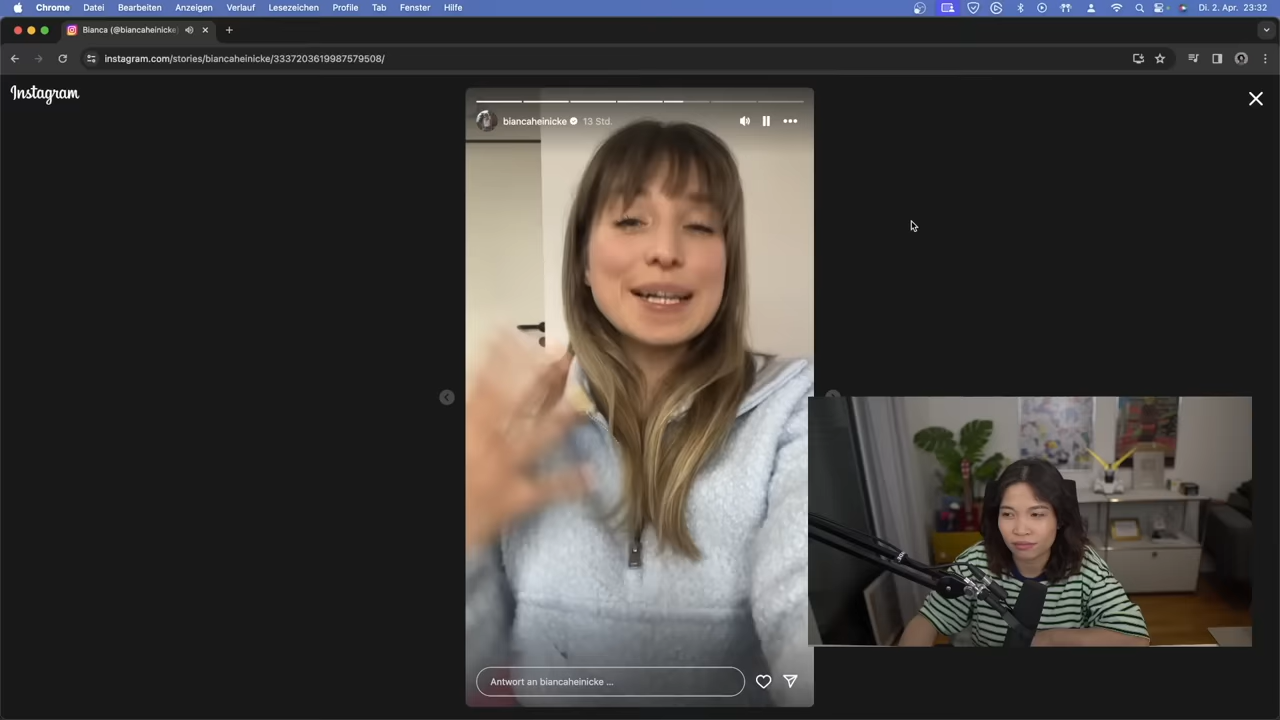 Chrome Datei Bearbeiten Anzeigen Verlauf Lesezeichen Profile Tab Fenster Hilfe Di. 2. Apr. 23:32
Bianca (@biancaheinicke)
instagram.com/stories/biancaheinicke/3337203619987579508/
Instagram
biancaheinicke 13 Std.
Antwort an biancaheinicke ...